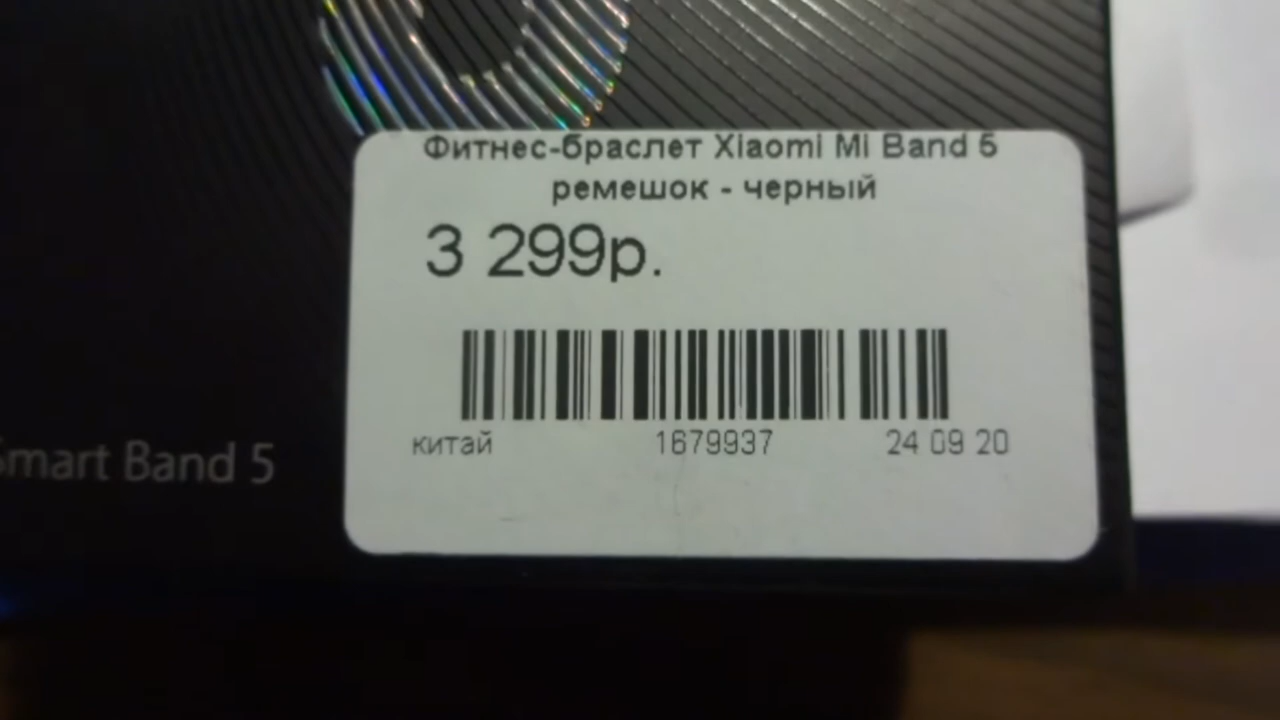 Фитнес-браслет Xiaomi Mi Band 5
ремешок - черный
3 299р.
китай 1679937 24 09 20
Smart Band 5